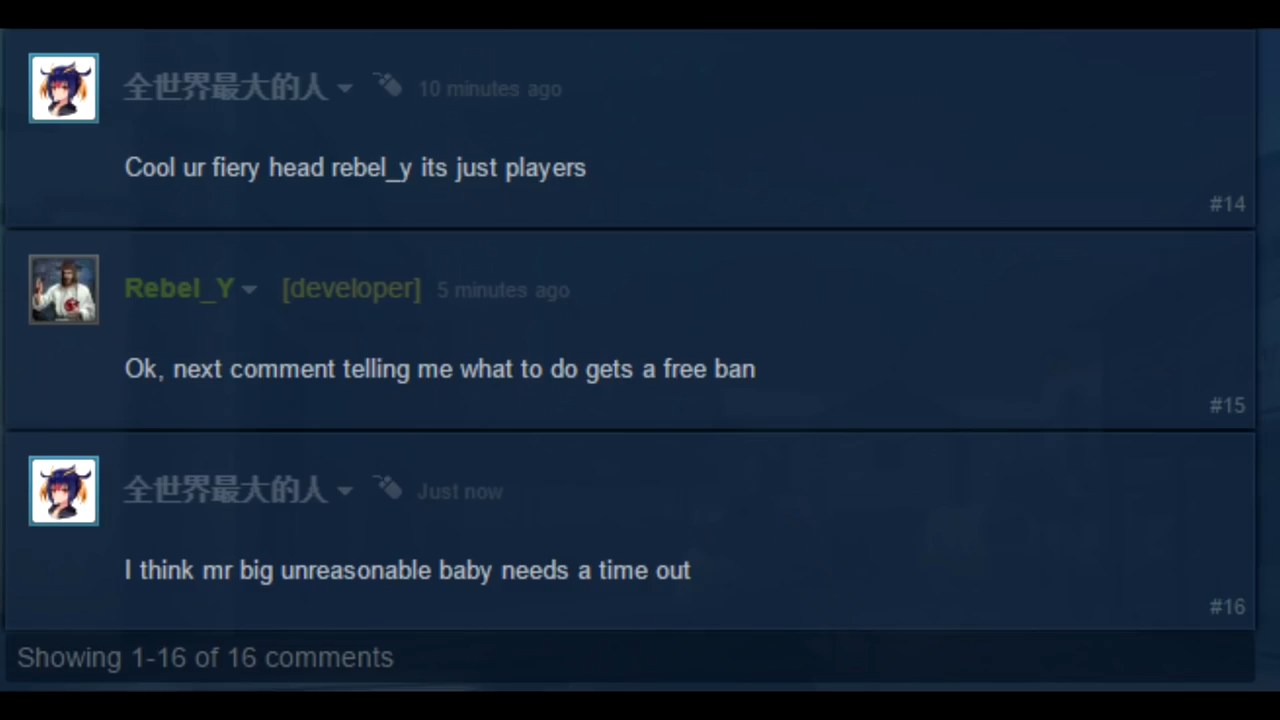 全世界最大的人 10 minutes ago
Cool ur fiery head rebel_y its just players
#14
Rebel_Y [developer] 5 minutes ago
Ok, next comment telling me what to do gets a free ban
#15
全世界最大的人 Just now
I think mr big unreasonable baby needs a time out
#16
Showing 1-16 of 16 comments